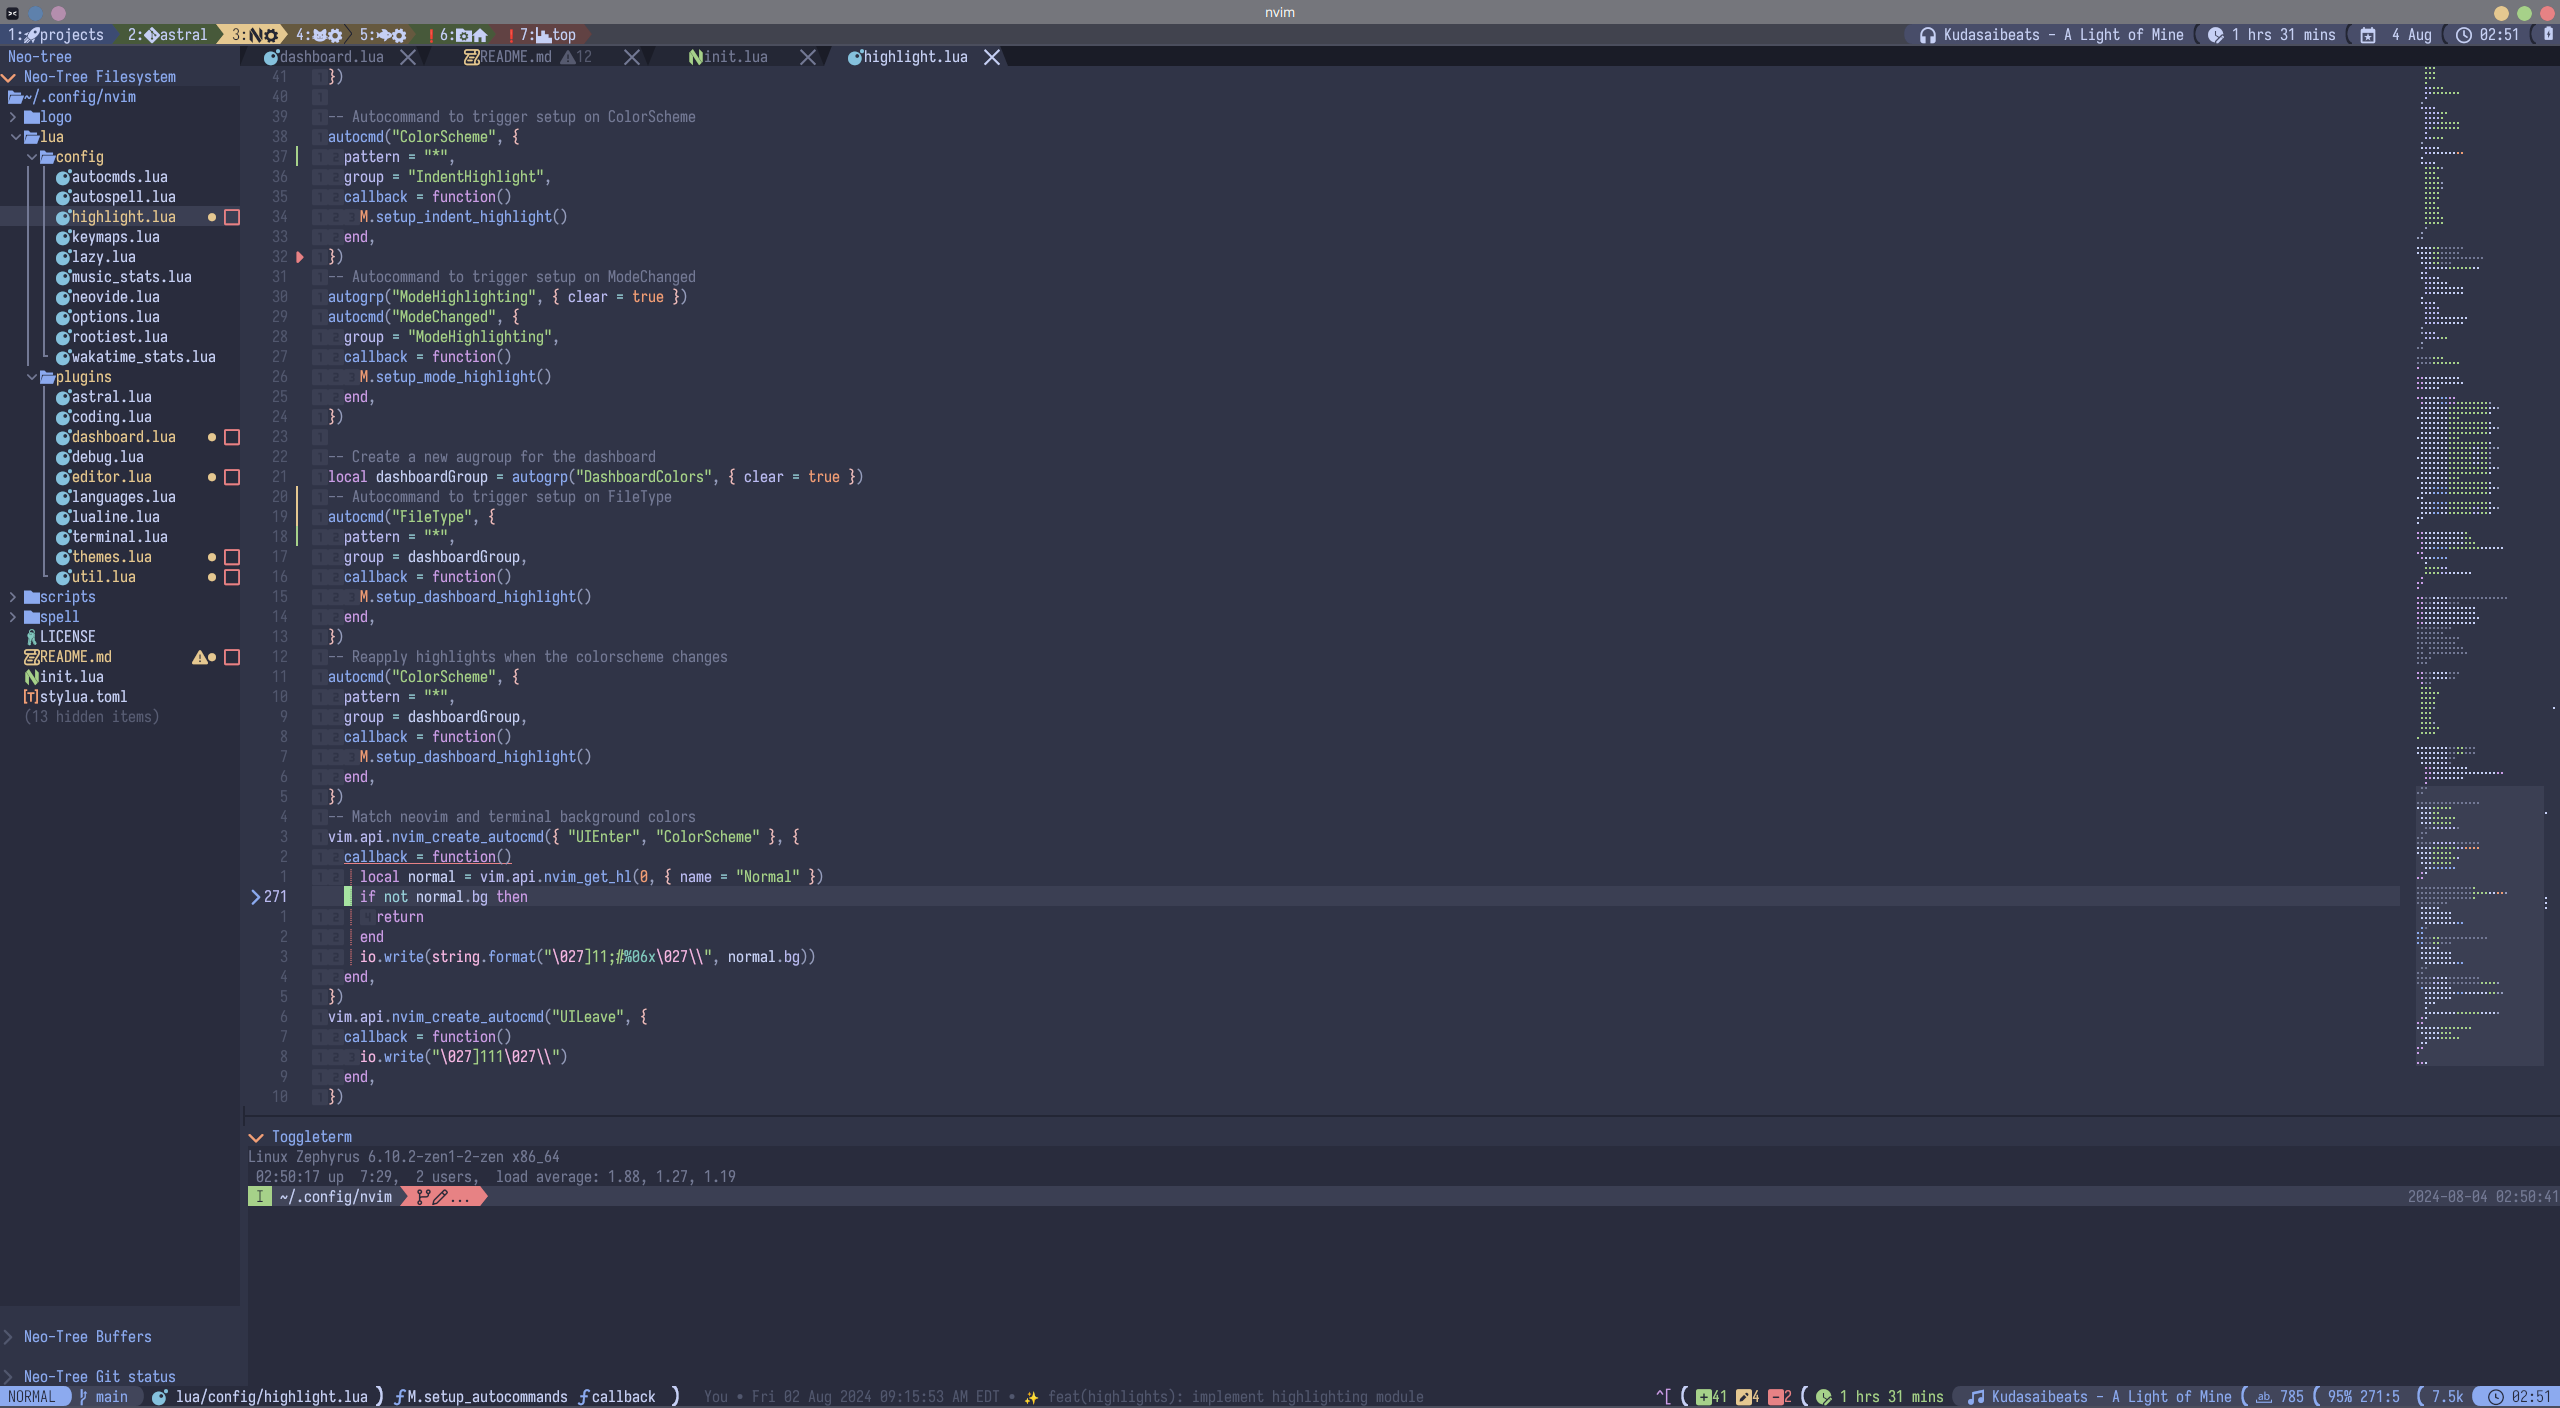 nvim
1: projects 2: astral 3: 4: 5: 6: 7: top
Kudasaibeats - A Light of Mine 1 hrs 31 mins 4 Aug 02:51
Neo-tree
dashboard.lua README.md 12 init.lua highlight.lua
Neo-Tree Filesystem
~/.config/nvim
logo
lua
config
autocmds.lua
autospell.lua
highlight.lua
keymaps.lua
lazy.lua
music_stats.lua
neovide.lua
options.lua
rootiest.lua
wakatime_stats.lua
plugins
astral.lua
coding.lua
dashboard.lua
debug.lua
editor.lua
languages.lua
lualine.lua
terminal.lua
themes.lua
util.lua
scripts
spell
LICENSE
README.md
init.lua
stylua.toml
(13 hidden items)
Neo-Tree Buffers
Neo-Tree Git status
41 })
40
39 -- Autocommand to trigger setup on ColorScheme
38 autocmd("ColorScheme", {
37 pattern = "*",
36 group = "IndentHighlight",
35 callback = function()
34 M.setup_indent_highlight()
33 end,
32 })
31 -- Autocommand to trigger setup on ModeChanged
30 autogrp("ModeHighlighting", { clear = true })
29 autocmd("ModeChanged", {
28 group = "ModeHighlighting",
27 callback = function()
26 M.setup_mode_highlight()
25 end,
24 })
23
22 -- Create a new augroup for the dashboard
21 local dashboardGroup = autogrp("DashboardColors", { clear = true })
20 -- Autocommand to trigger setup on FileType
19 autocmd("FileType", {
18 pattern = "*",
17 group = dashboardGroup,
16 callback = function()
15 M.setup_dashboard_highlight()
14 end,
13 })
12 -- Reapply highlights when the colorscheme changes
11 autocmd("ColorScheme", {
10 pattern = "*",
9 group = dashboardGroup,
8 callback = function()
7 M.setup_dashboard_highlight()
6 end,
5 })
4 -- Match neovim and terminal background colors
3 vim.api.nvim_create_autocmd({ "UIEnter", "ColorScheme" }, {
2 callback = function()
1 local normal = vim.api.nvim_get_hl(0, { name = "Normal" })
271 if not normal.bg then
1 return
2 end
3 io.write(string.format("\027]11;#%06x\027\\", normal.bg))
4 end,
5 })
6 vim.api.nvim_create_autocmd("UILeave", {
7 callback = function()
8 io.write("\027]111\027\\")
9 end,
10 })
Toggleterm
Linux Zephyrus 6.10.2-zen1-2-zen x86_64
02:50:17 up 7:29, 2 users, load average: 1.88, 1.27, 1.19
I ~/.config/nvim ... 2024-08-04 02:50:41
NORMAL main lua/config/highlight.lua ) M.setup_autocommands callback ) You • Fri 02 Aug 2024 09:15:53 AM EDT • ✨ feat(highlights): implement highlighting module ^[ ( 41 4 2 ( 1 hrs 31 mins Kudasaibeats - A Light of Mine ( 785 ( 95% 271:5 ( 7.5k 02:51